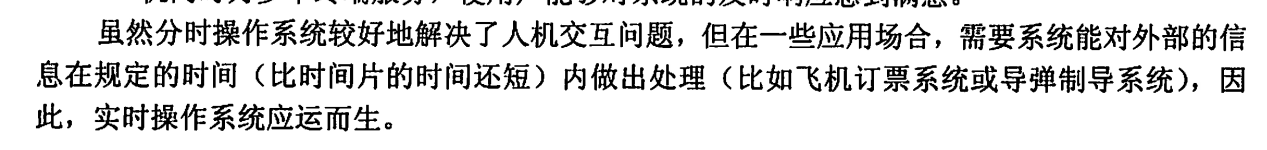 虽然分时操作系统较好地解决了人机交互问题，但在一些应用场合，需要系统能对外部的信
息在规定的时间（比时间片的时间还短）内做出处理（比如飞机订票系统或导弹制导系统），因
此，实时操作系统应运而生。